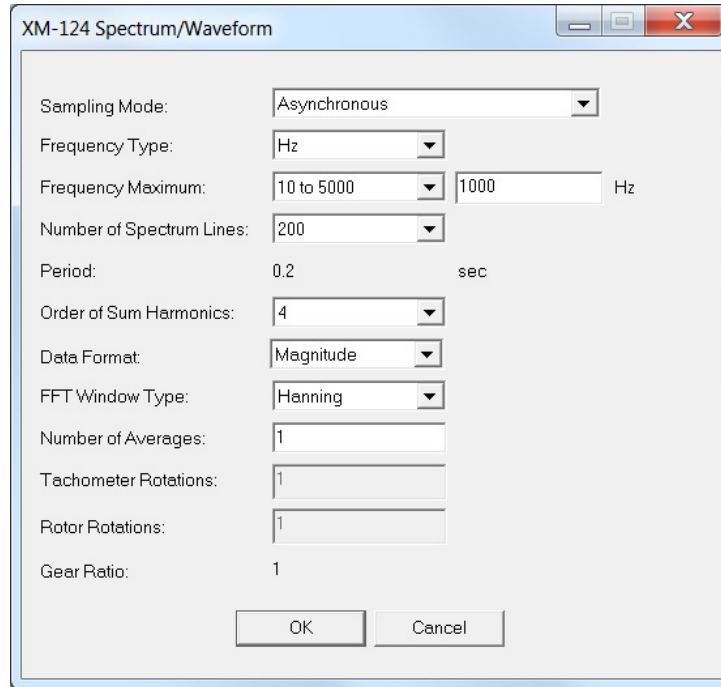 XM-124 Spectrum/Waveform
Sampling Mode: Asynchronous
Frequency Type: Hz
Frequency Maximum: 10 to 5000 1000 Hz
Number of Spectrum Lines: 200
Period: 0.2 sec
Order of Sum Harmonics: 4
Data Format: Magnitude
FFT Window Type: Hanning
Number of Averages: 1
Tachometer Rotations: 1
Rotor Rotations: 1
Gear Ratio: 1
OK Cancel